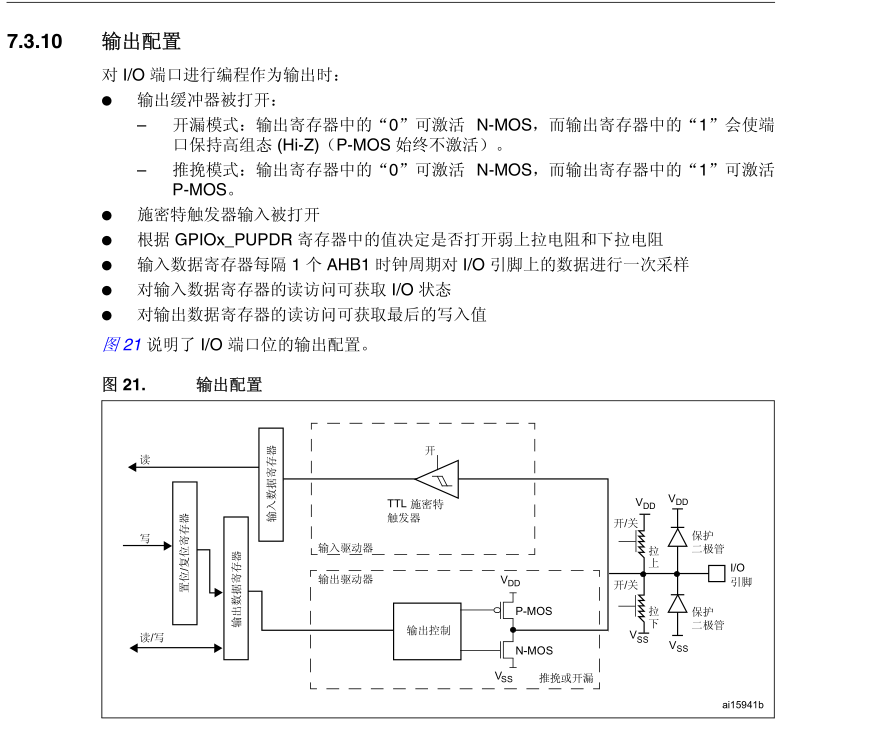 7.3.10 输出配置
对 I/O 端口进行编程作为输出时：
● 输出缓冲器被打开：
– 开漏模式：输出寄存器中的“0”可激活 N-MOS，而输出寄存器中的“1”会使端
口保持高组态 (Hi-Z)（P-MOS 始终不激活）。
– 推挽模式：输出寄存器中的“0”可激活 N-MOS，而输出寄存器中的“1”可激活
P-MOS。
● 施密特触发器输入被打开
● 根据 GPIOx_PUPDR 寄存器中的值决定是否打开弱上拉电阻和下拉电阻
● 输入数据寄存器每隔 1 个 AHB1 时钟周期对 I/O 引脚上的数据进行一次采样
● 对输入数据寄存器的读访问可获取 I/O 状态
● 对输出数据寄存器的读访问可获取最后的写入值
图 21 说明了 I/O 端口位的输出配置。
图 21. 输出配置
读
写
读/写
置位/复位寄存器
输入数据寄存器
输出数据寄存器
开
TTL 施密特
触发器
输入驱动器
输出驱动器
输出控制
VDD
P-MOS
N-MOS
VSS
推挽或开漏
VDD
VDD
开/关
拉
上
保护
二极管
I/O
引脚
开/关
拉
下
保护
二极管
VSS
VSS
ai15941b